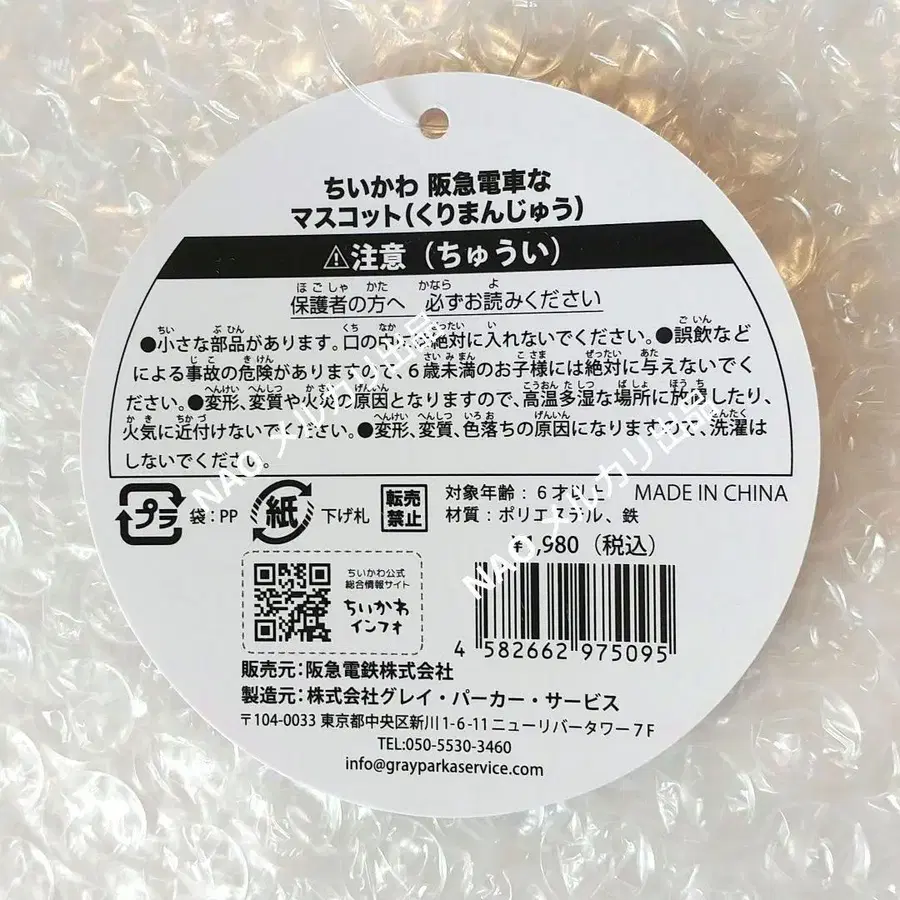 ちいかわ 阪急電車な
マスコット(くりまんじゅう)
⚠注意(ちゅうい)
保護者の方へ 必ずお読みください
●小さな部品があります。口の中には絶対に入れないでください。●誤飲など
による事故の危険がありますので、6歳未満のお子様には絶対に与えないでく
ださい。●変形、変質や火災の原因となりますので、高温多湿な場所に放置したり、
火気に近付けないでください。●変形、変質、色落ちの原因になりますので、洗濯は
しないでください。
プラ 袋:PP 紙 下げ札 転売禁止
対象年齢:6才以上 MADE IN CHINA
材質:ポリエステル、鉄
,980(税込)
ちいかわ公式
総合情報サイト
ちいかわ
インフォ
4 582662 975095
販売元:阪急電鉄株式会社
製造元:株式会社グレイ・パーカー・サービス
〒104-0033 東京都中央区新川1-6-11 ニューリバータワー7F
TEL:050-5530-3460
info@grayparkaservice.com
NAO メルカリ出品
NAO メルカリ出品